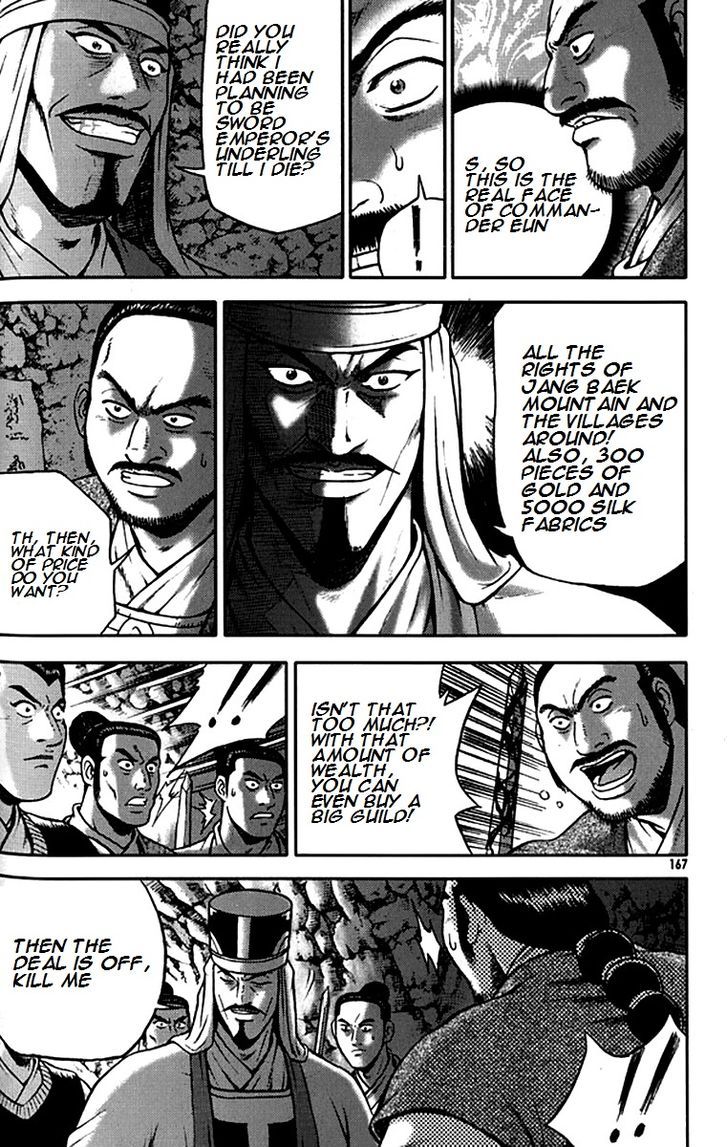 DID YOU
REALLY
THINK I
HAD BEEN
PLANNING
TO BE
SWORD
EMPEROR'S
UNDERLING
TILL I DIE?
!
S, SO
THIS IS THE
REAL FACE
OF COMMAN-
DER EUN
TH, THEN,
WHAT KIND
OF PRICE
DO YOU
WANT?
ALL THE
RIGHTS OF
JANG BAEK
MOUNTAIN AND
THE VILLAGES
AROUND!
ALSO, 300
PIECES OF
GOLD AND
5000 SILK
FABRICS
!!
ISN'T THAT
TOO MUCH?!
WITH THAT
AMOUNT OF
WEALTH,
YOU CAN
EVEN BUY A
BIG GUILD!
167
THEN THE
DEAL IS OFF,
KILL ME
!!